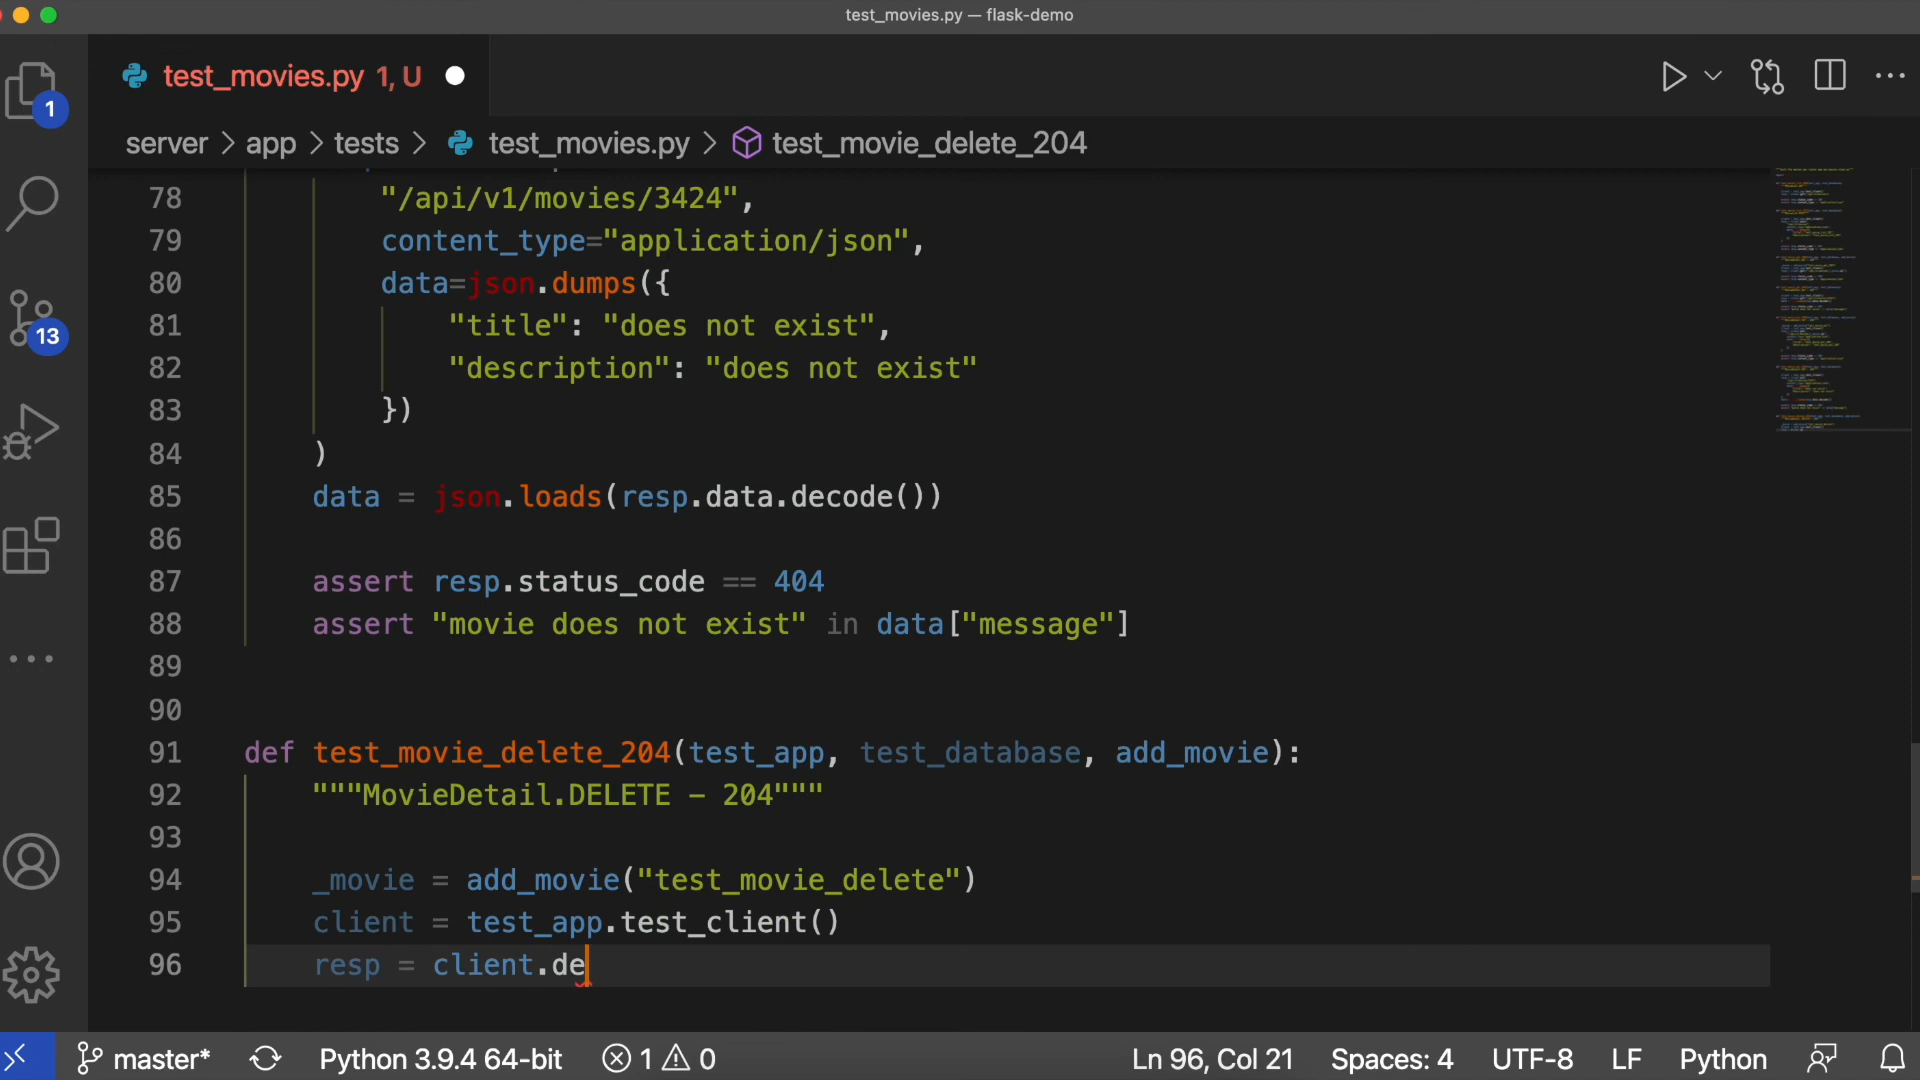 test_movies.py — flask-demo
test_movies.py 1, U
1
server > app > tests > test_movies.py > test_movie_delete_204
78 "/api/v1/movies/3424",
79 content_type="application/json",
80 data=json.dumps({
81 "title": "does not exist",
82 "description": "does not exist"
83 })
84 )
85 data = json.loads(resp.data.decode())
86
87 assert resp.status_code == 404
88 assert "movie does not exist" in data["message"]
89
90
91 def test_movie_delete_204(test_app, test_database, add_movie):
92 """MovieDetail.DELETE - 204"""
93
94 _movie = add_movie("test_movie_delete")
95 client = test_app.test_client()
96 resp = client.de
13
master* Python 3.9.4 64-bit 1 0 Ln 96, Col 21 Spaces: 4 UTF-8 LF Python